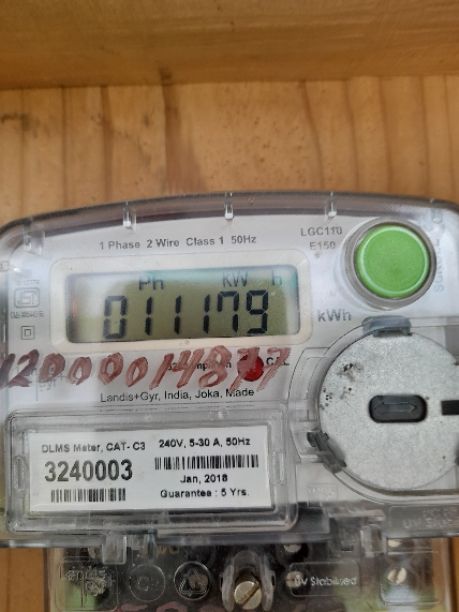 LGC110
E150
1 Phase 2 Wire Class 1 50Hz
Ph kW h
011179
kWh
120000014877
Landis+Gyr, India, Joka, Made
DLMS Meter, CAT- C3 240V, 5-30 A, 50Hz
3240003
Jan, 2018
Guarantee : 5 Yrs.